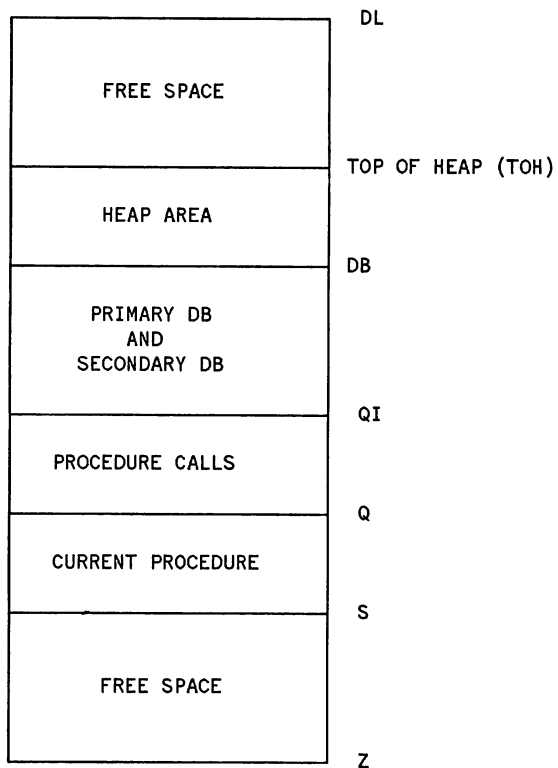 DL
FREE SPACE
TOP OF HEAP (TOH)
HEAP AREA
DB
PRIMARY DB
AND
SECONDARY DB
QI
PROCEDURE CALLS
Q
CURRENT PROCEDURE
S
FREE SPACE
Z